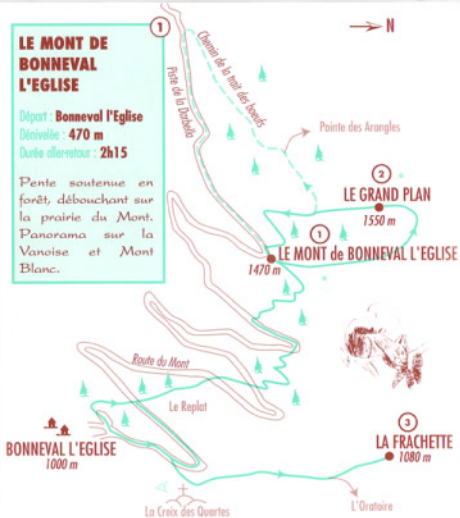 LE MONT DE
BONNEVAL
L'EGLISE
Départ : Bonneval l'Eglise
Dénivelée : 470 m
Durée aller-retour : 2h15
Pente soutenue en
forêt, débouchant sur
la prairie du Mont.
Panorama sur la
Vanoise et Mont
Blanc.
1
N
Chemin de la trait des boeufs
Piste de la Darbella
Pointe des Arangles
2
LE GRAND PLAN
1550 m
1
LE MONT de BONNEVAL L'EGLISE
1470 m
Route du Mont
Le Replat
BONNEVAL L'EGLISE
1000 m
3
LA FRACHETTE
1080 m
La Croix des Quartes
L'Oratoire